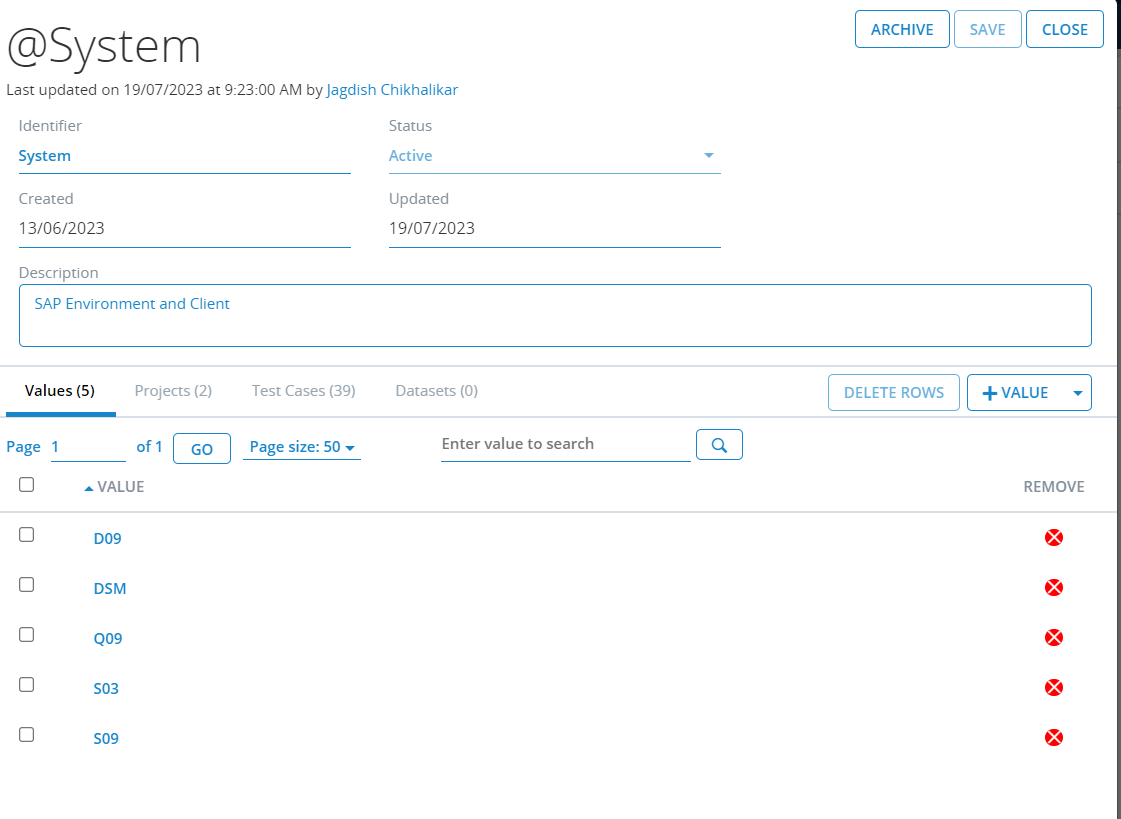 @System
ARCHIVE SAVE CLOSE
Last updated on 19/07/2023 at 9:23:00 AM by Jagdish Chikhalikar
Identifier Status
System Active
Created Updated
13/06/2023 19/07/2023
Description
SAP Environment and Client
Values (5) Projects (2) Test Cases (39) Datasets (0) DELETE ROWS + VALUE
Page 1 of 1 GO Page size: 50 Enter value to search
VALUE REMOVE
D09
DSM
Q09
S03
S09